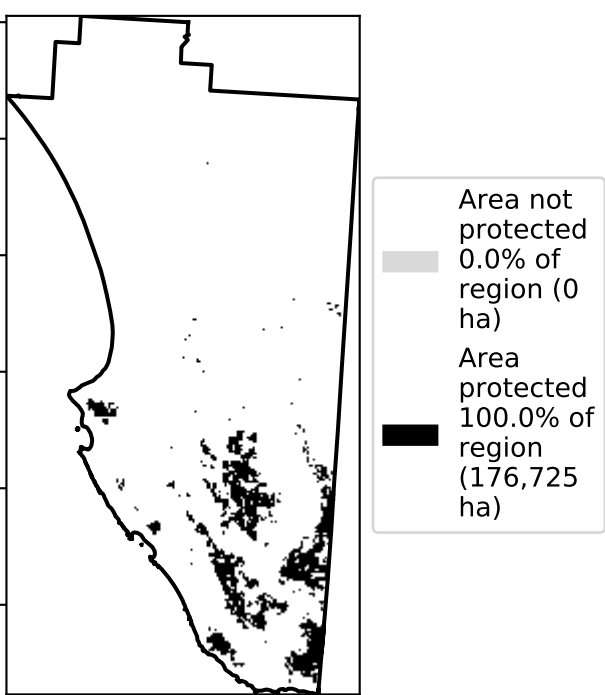 Area not
protected
0.0% of
region (0
ha)
Area
protected
100.0% of
region
(176,725
ha)